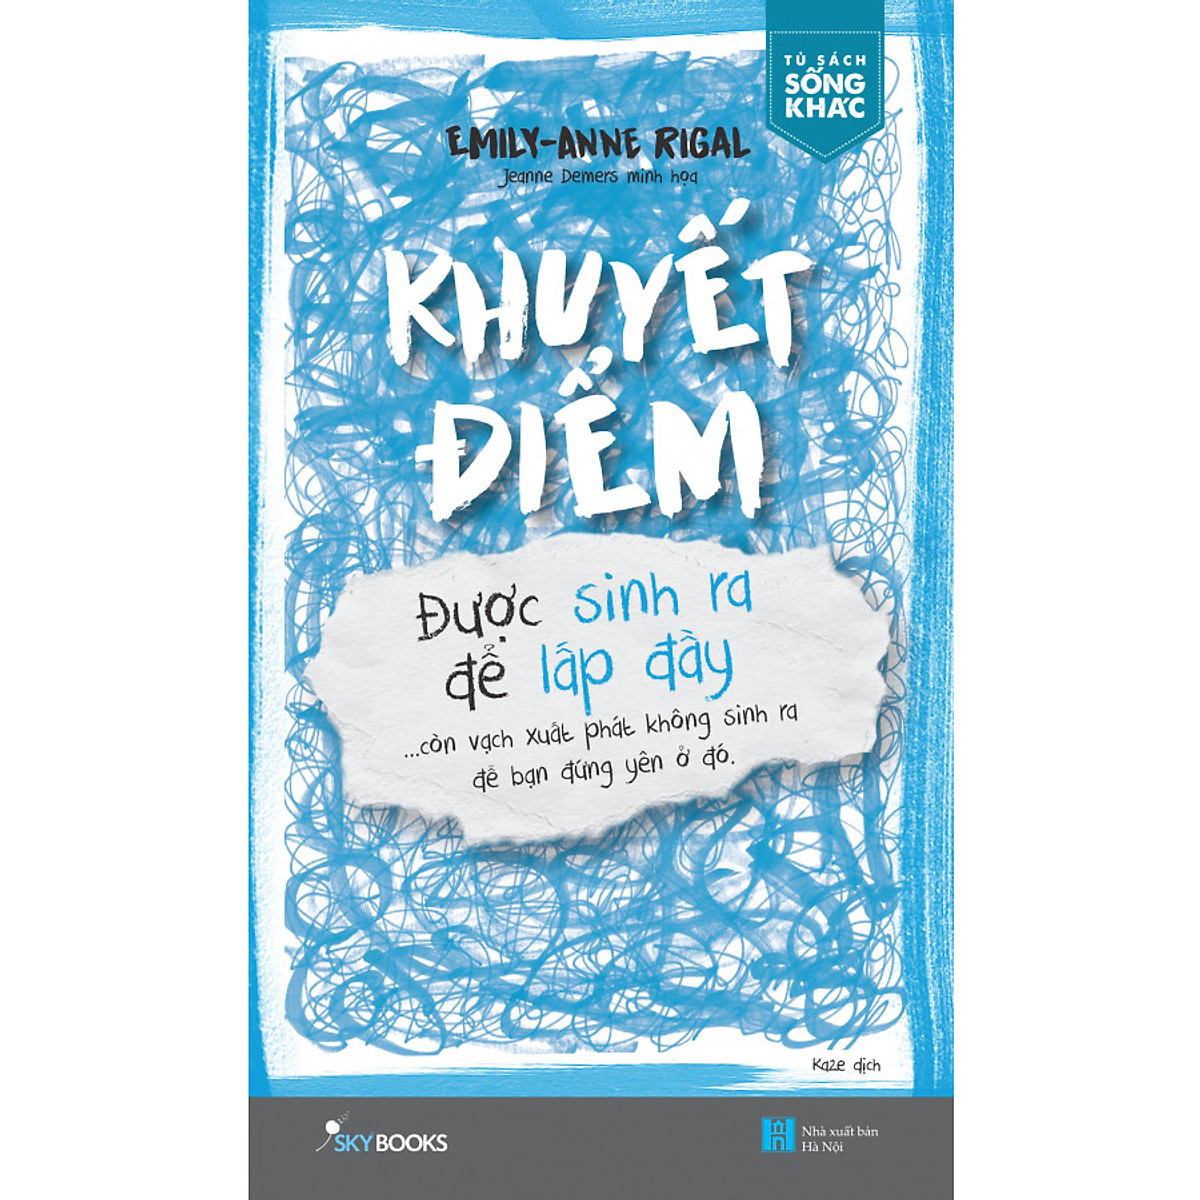 TỦ SÁCH
SỐNG
KHÁC
EMILY-ANNE RIGAL
Jeanne Demers minh họa
KHUYẾT
ĐIỂM
Được sinh ra
để lấp đầy
...còn vạch xuất phát không sinh ra
để bạn đứng yên ở đó.
Kaze dịch
SKYBOOKS
Nhà xuất bản
Hà Nội